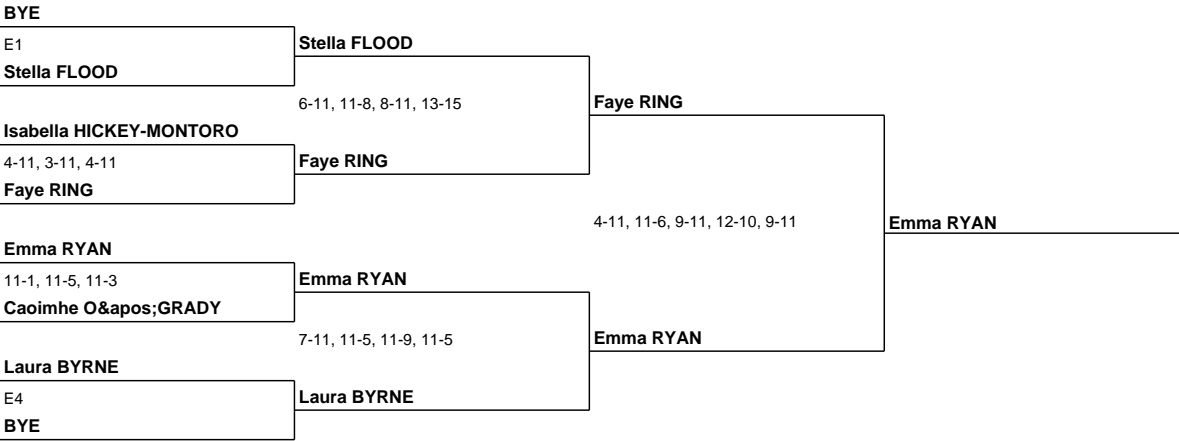 BYE
E1
Stella FLOOD
Stella FLOOD
6-11, 11-8, 8-11, 13-15
Faye RING
Isabella HICKEY-MONTORO
4-11, 3-11, 4-11
Faye RING
Faye RING
4-11, 11-6, 9-11, 12-10, 9-11
Emma RYAN
Emma RYAN
11-1, 11-5, 11-3
Emma RYAN
Caoimhe O&apos;GRADY
7-11, 11-5, 11-9, 11-5
Emma RYAN
Laura BYRNE
E4
Laura BYRNE
BYE